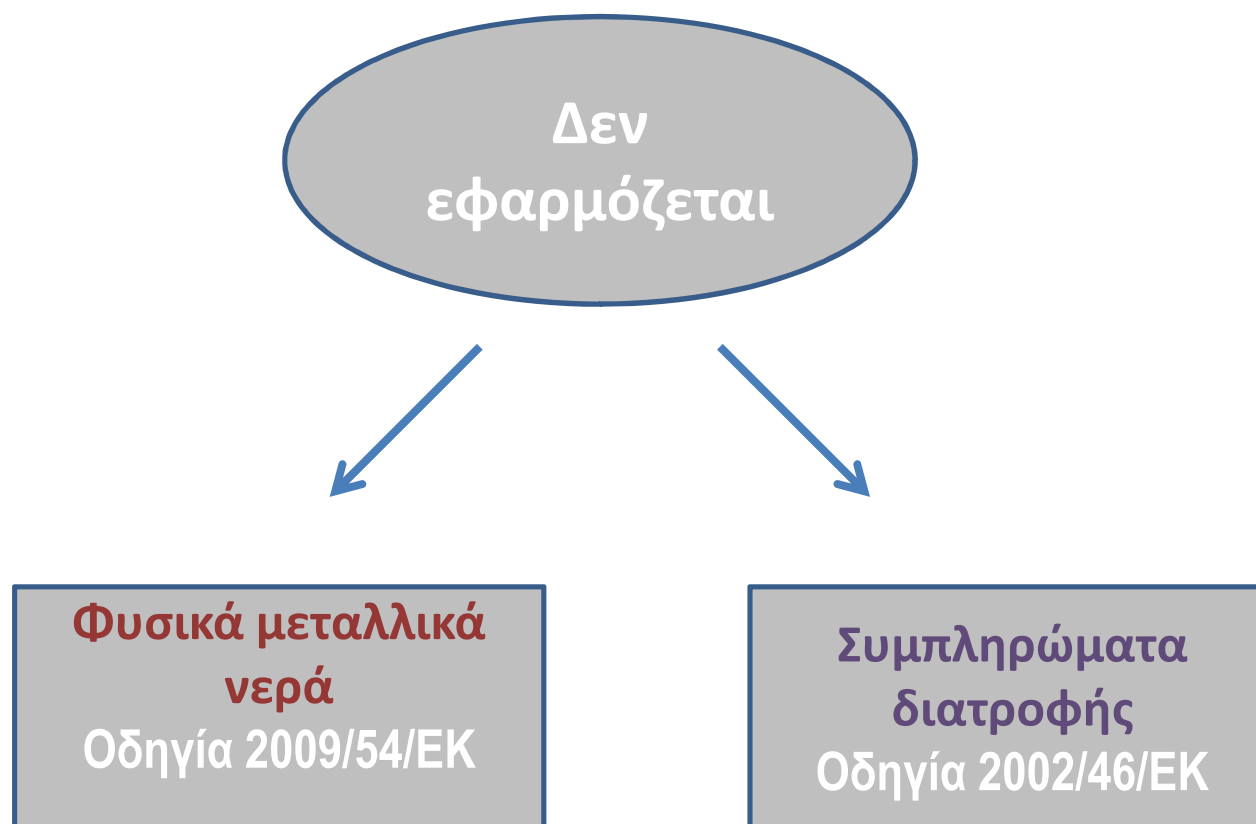 Δεν
εφαρμόζεται
Φυσικά μεταλλικά
νερά
Οδηγία 2009/54/ΕΚ
Συμπληρώματα
διατροφής
Οδηγία 2002/46/ΕΚ